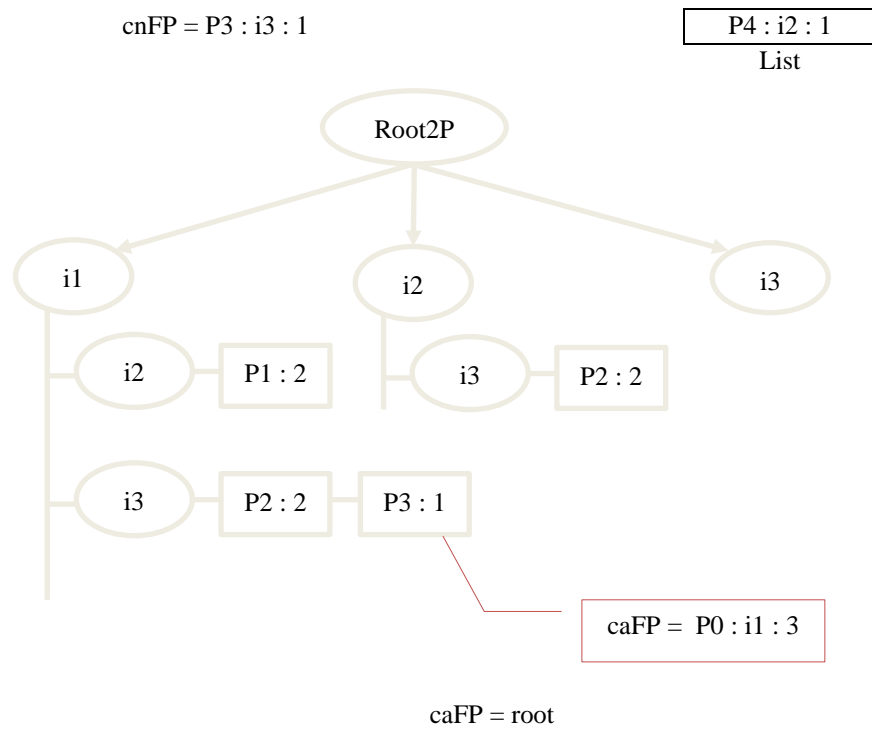 cnFP = P3 : i3 : 1
P4 : i2 : 1
List
Root2P
i1
i2
i3
i2
P1 : 2
i3
P2 : 2
i3
P2 : 2
P3 : 1
caFP = P0 : i1 : 3
caFP = root